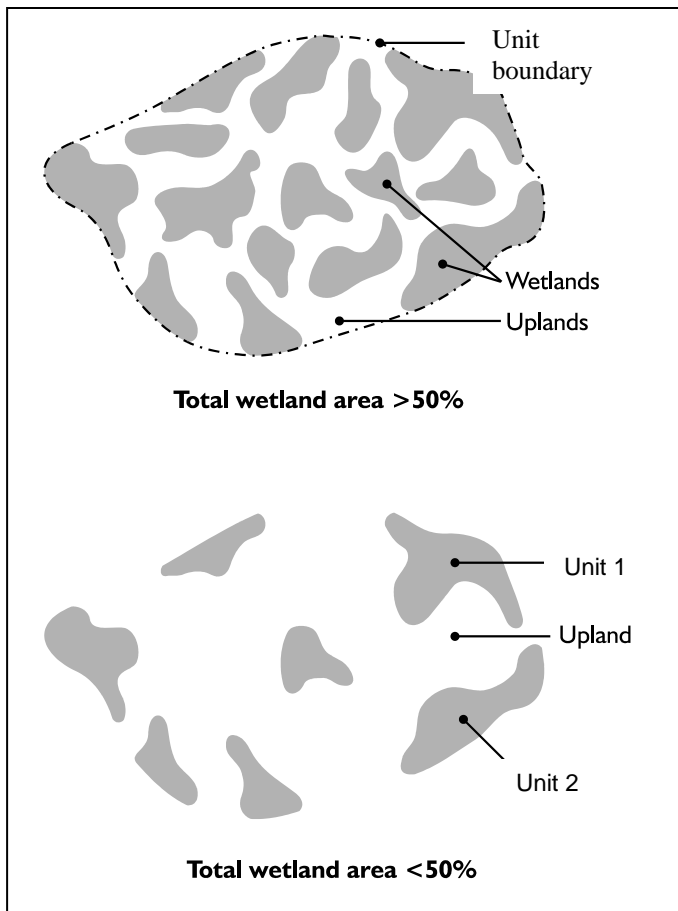 Unit
boundary
Wetlands
Uplands
Total wetland area >50%
Unit 1
Upland
Unit 2
Total wetland area <50%